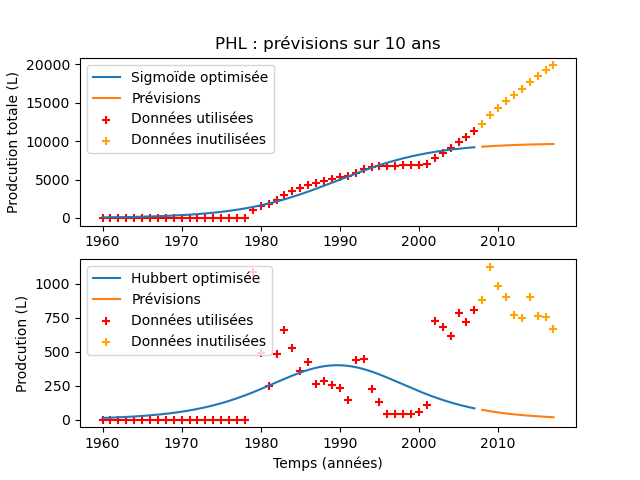 PHL : prévisions sur 10 ans
Prodcution totale (L)
20000
15000
10000
5000
0
Sigmoïde optimisée
Prévisions
Données utilisées
Données inutilisées
1960 1970 1980 1990 2000 2010
Prodcution (L)
1000
750
500
250
0
Hubbert optimisée
Prévisions
Données utilisées
Données inutilisées
1960 1970 1980 1990 2000 2010
Temps (années)